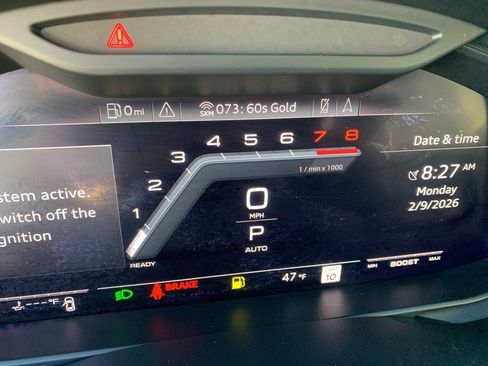 0 mi
SXM
073: 60s Gold
1 2 3 4 5 6 7 8
1 / min x 1000
Date & time
8:27 AM
Monday
2/9/2026
stem active.
witch off the
gnition
0
MPH
P
AUTO
READY
MIN BOOST MAX
---°F
BRAKE
47 °F
10